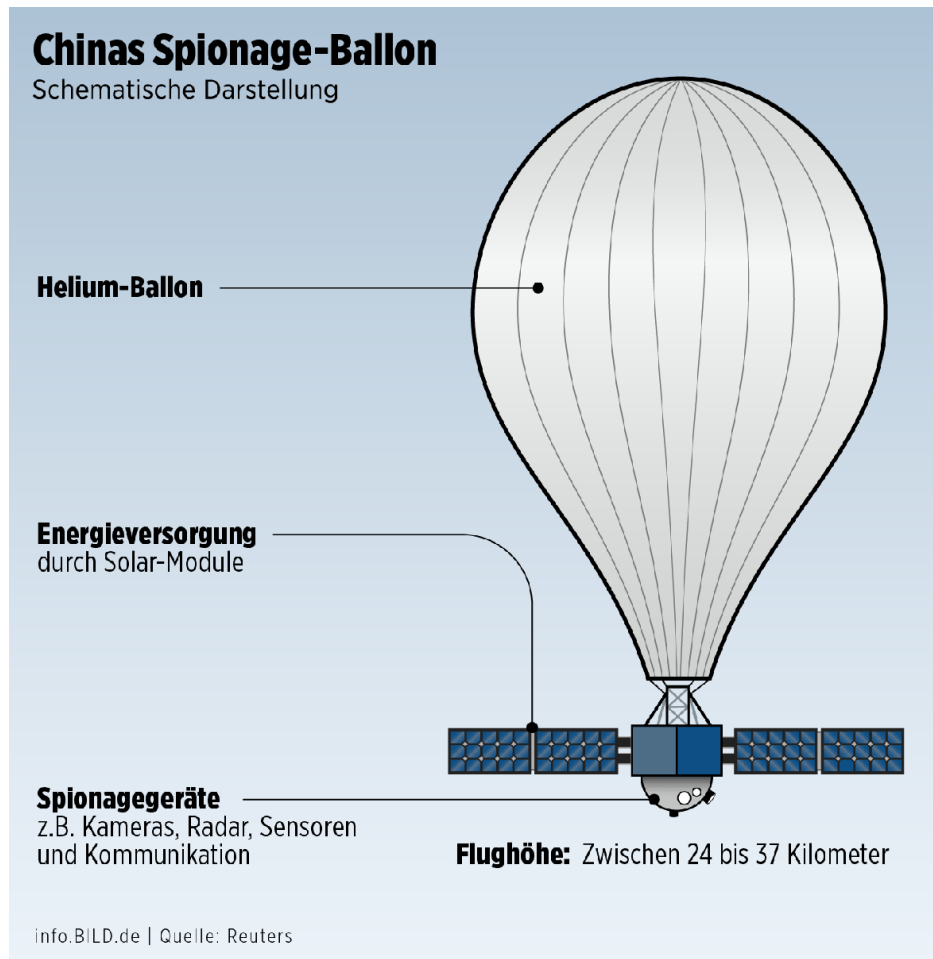 Chinas Spionage-Ballon
Schematische Darstellung
Helium-Ballon
Energieversorgung
durch Solar-Module
Spionagegeräte
z.B. Kameras, Radar, Sensoren
und Kommunikation
Flughöhe: Zwischen 24 bis 37 Kilometer
info.BILD.de | Quelle: Reuters